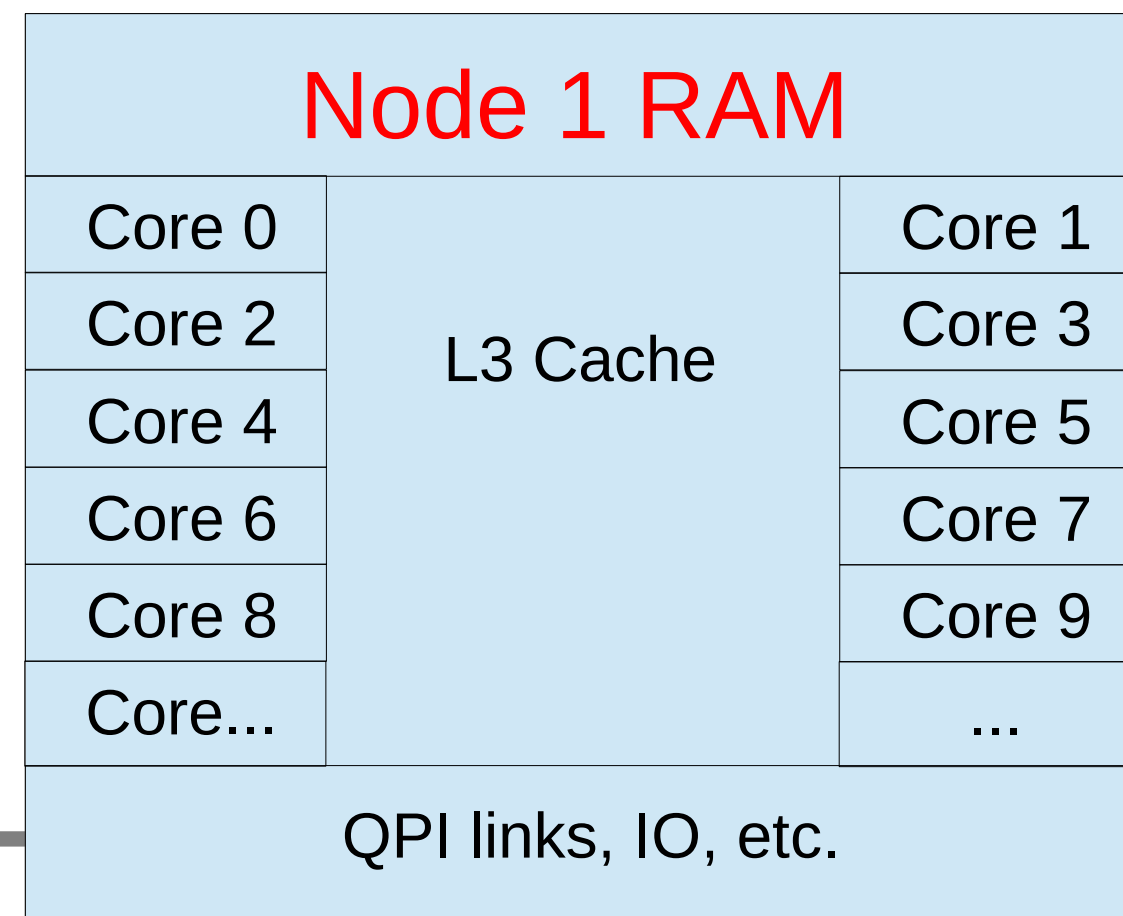 Node 1 RAM
Core 0
Core 1
Core 2
Core 3
L3 Cache
Core 4
Core 5
Core 6
Core 7
Core 8
Core 9
Core...
...
QPI links, IO, etc.